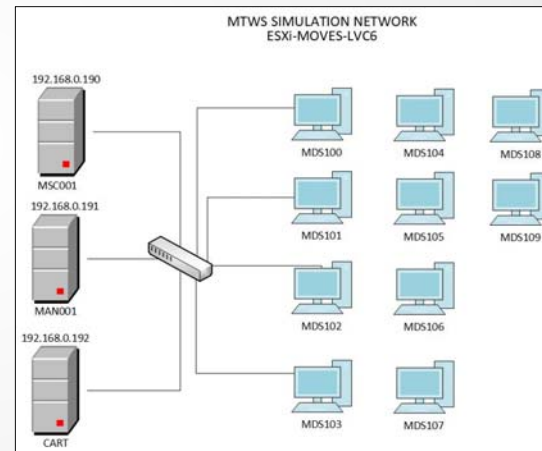 MTWS SIMULATION NETWORK
ESXi-MOVES-LVC6
192.168.0.190
MSC001
192.168.0.191
MAN001
192.168.0.192
CART
MDS100
MDS104
MDS108
MDS101
MDS105
MDS109
MDS102
MDS106
MDS103
MDS107